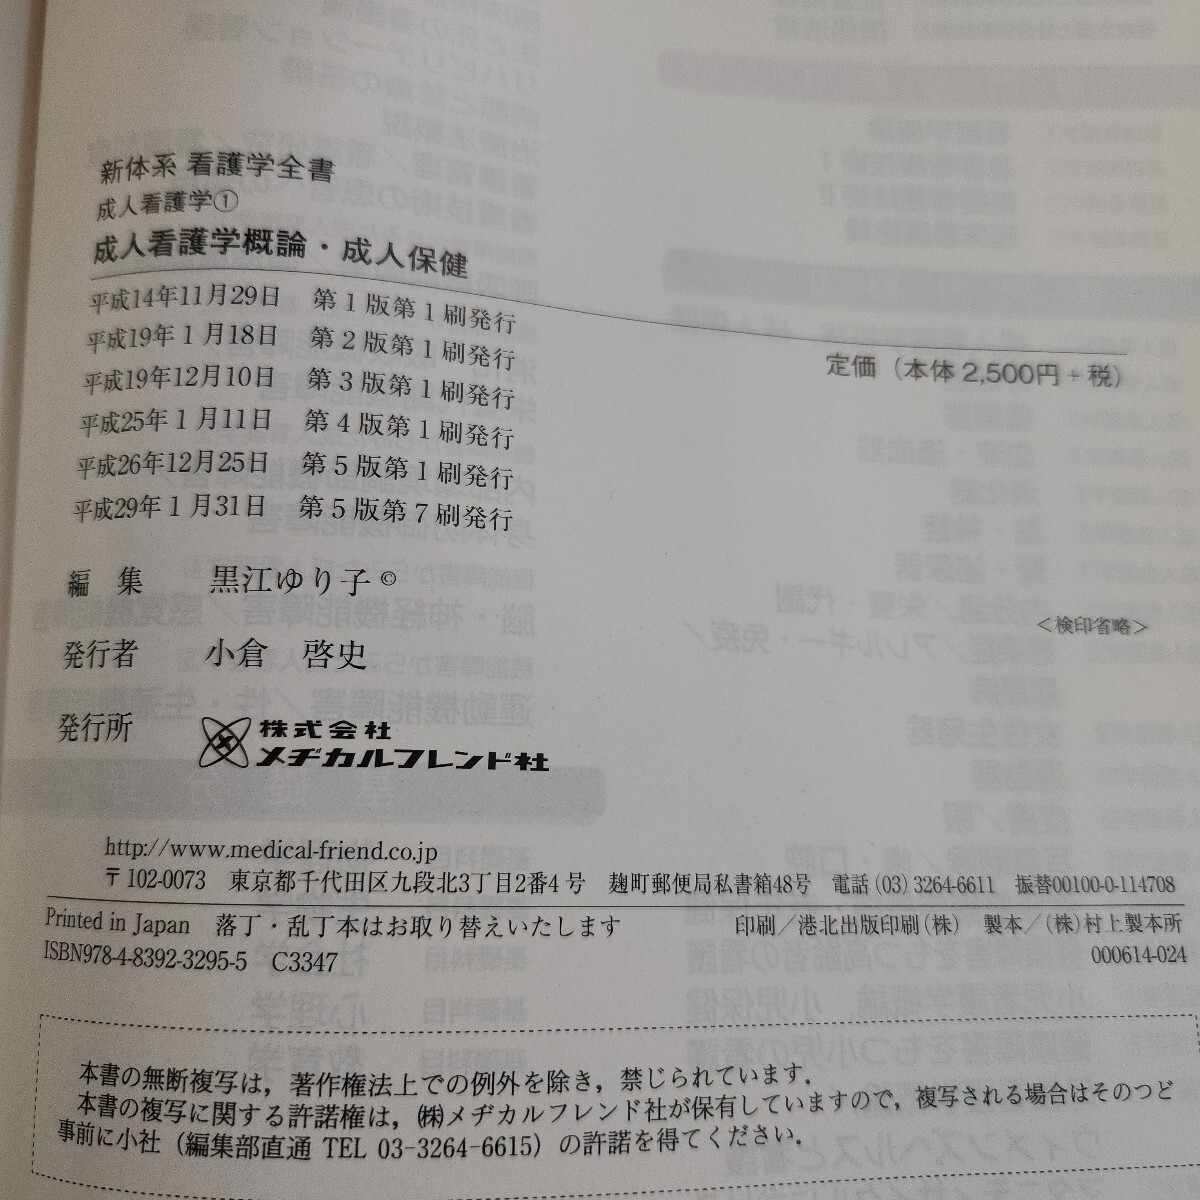 新体系 看護学全書
成人看護学①
成人看護学概論・成人保健
平成14年11月29日 第1版第1刷発行
平成19年1月18日 第2版第1刷発行
平成19年12月10日 第3版第1刷発行
平成25年1月11日 第4版第1刷発行
平成26年12月25日 第5版第1刷発行
平成29年1月31日 第5版第7刷発行
定価（本体2,500円＋税）
編 集 黒江ゆり子©
<検印省略>
発行者 小倉 啓史
発行所 株式会社
メヂカルフレンド社
http://www.medical-friend.co.jp
〒102-0073 東京都千代田区九段北3丁目2番4号 麹町郵便局私書箱48号 電話(03)3264-6611 振替00100-0-114708
Printed in Japan 落丁・乱丁本はお取り替えいたします 印刷／港北出版印刷(株) 製本／(株)村上製本所
ISBN978-4-8392-3295-5 C3347 000614-024
本書の無断複写は，著作権法上での例外を除き，禁じられています．
本書の複写に関する許諾権は，㈱メヂカルフレンド社が保有していますので，複写される場合はそのつど
事前に小社（編集部直通 TEL 03-3264-6615）の許諾を得てください．